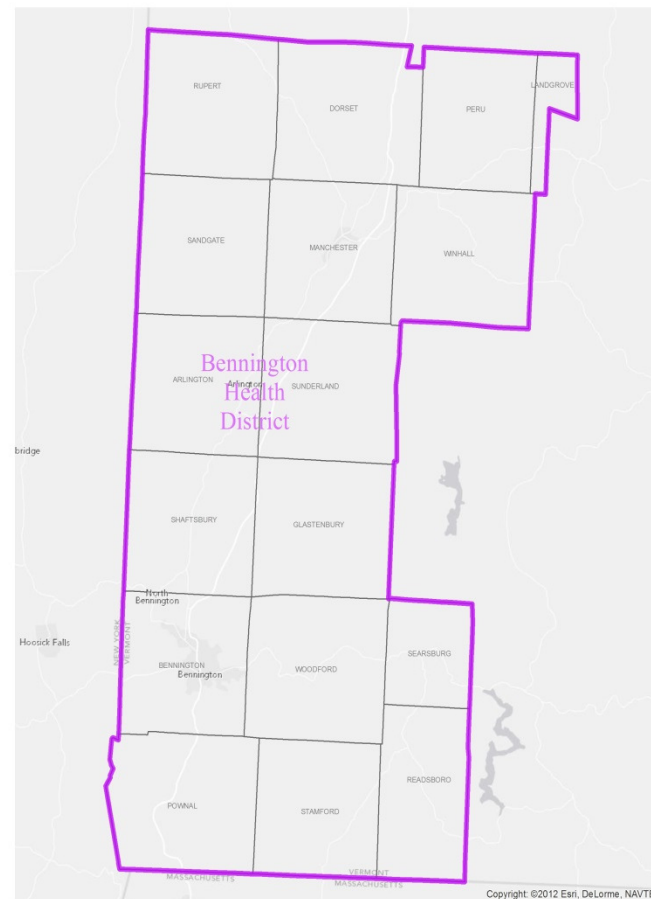 RUPERT
DORSET
PERU
LANDGROVE
SANDGATE
MANCHESTER
WINHALL
Bennington
Health
District
ARLINGTON
Arlington
SUNDERLAND
bridge
SHAFTSBURY
GLASTENBURY
North
Bennington
Hoosick Falls
NEW YORK
VERMONT
BENNINGTON
Bennington
WOODFORD
SEARSBURG
READSBORO
POWNAL
STAMFORD
VERMONT
MASSACHUSETTS
MASSACHUSETTS
Copyright: ©2012 Esri, DeLorme, NAVTE